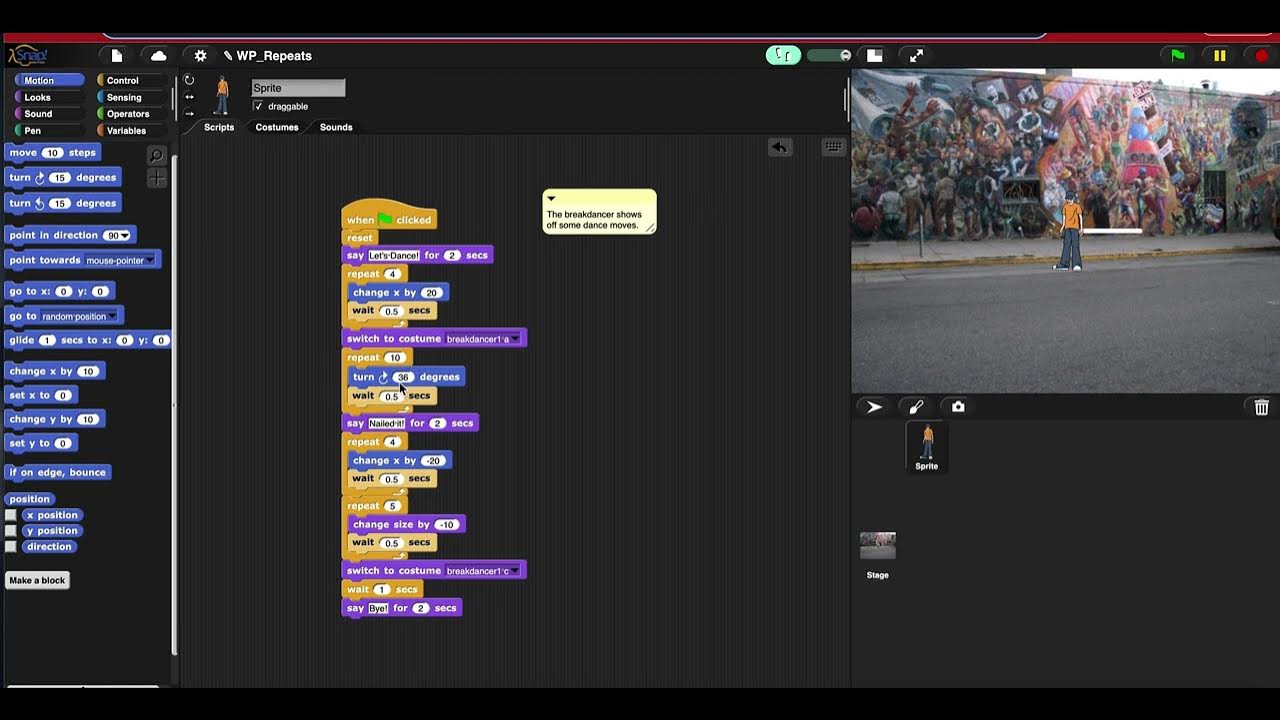 Snap!
WP_Repeats
Motion
Control
Looks
Sensing
Sound
Operators
Pen
Variables
Sprite
draggable
Scripts
Costumes
Sounds
move 10 steps
turn 15 degrees
turn 15 degrees
point in direction 90
point towards mouse-pointer
go to x: 0 y: 0
go to random position
glide 1 secs to x: 0 y: 0
change x by 10
set x to 0
change y by 10
set y to 0
if on edge, bounce
position
x position
y position
direction
Make a block
when clicked
reset
say Let's Dance! for 2 secs
repeat 4
change x by 20
wait 0.5 secs
switch to costume breakdancer1 a
repeat 10
turn 36 degrees
wait 0.5 secs
say Nailed it! for 2 secs
repeat 4
change x by -20
wait 0.5 secs
repeat 5
change size by -10
wait 0.5 secs
switch to costume breakdancer1 c
wait 1 secs
say Bye! for 2 secs
The breakdancer shows
off some dance moves.
Sprite
Stage